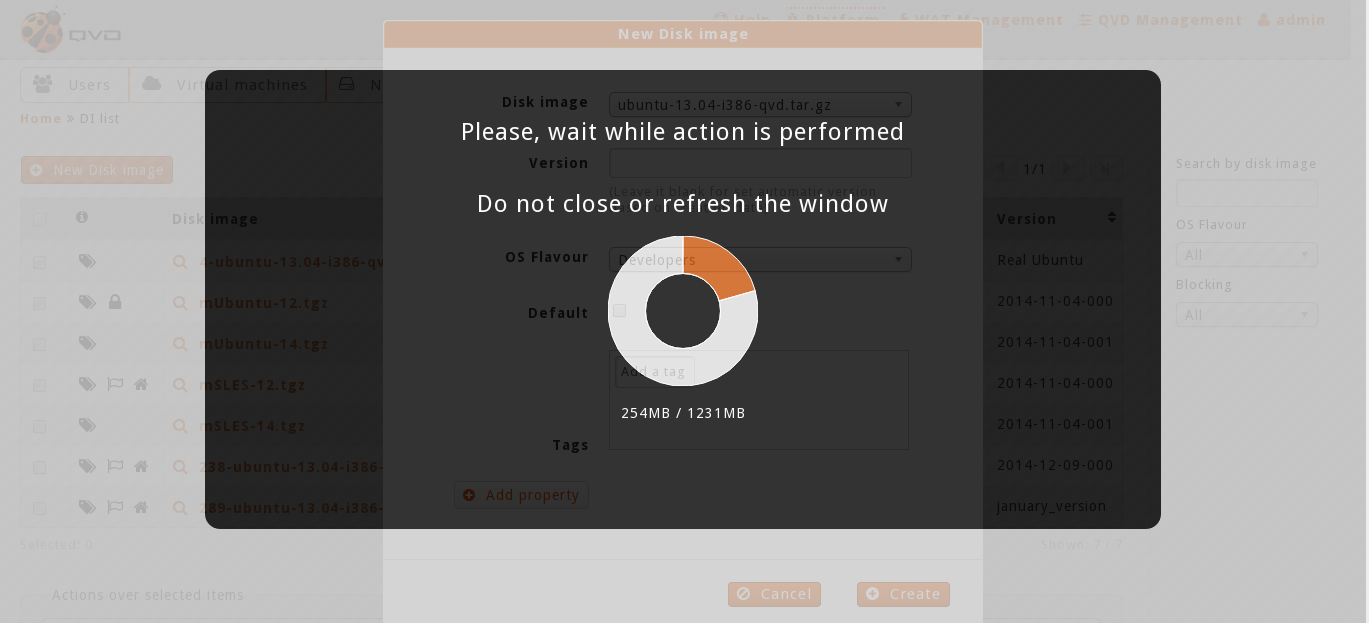 New Disk image
QVD
Help Platform WAT Management QVD Management admin
Users Virtual machines N
Home » DI list
Disk image ubuntu-13.04-i386-qvd.tar.gz
Please, wait while action is performed
New Disk image
Version
1/1
Search by disk image
(Leave it blank for set automatic version
Do not close or refresh the window
Disk image Version
OS Flavour
OS Flavour Developers
All
4-ubuntu-13.04-i386-qv Real Ubuntu
Blocking
mUbuntu-12.tgz 2014-11-04-000
All
Default
mUbuntu-14.tgz 2014-11-04-001
Add a tag
mSLES-12.tgz 2014-11-04-000
254MB / 1231MB
mSLES-14.tgz 2014-11-04-001
Tags
238-ubuntu-13.04-i386- 2014-12-09-000
Add property
289-ubuntu-13.04-i386- january_version
Selected: 0 Shown: 7 / 7
Actions over selected items
Cancel Create